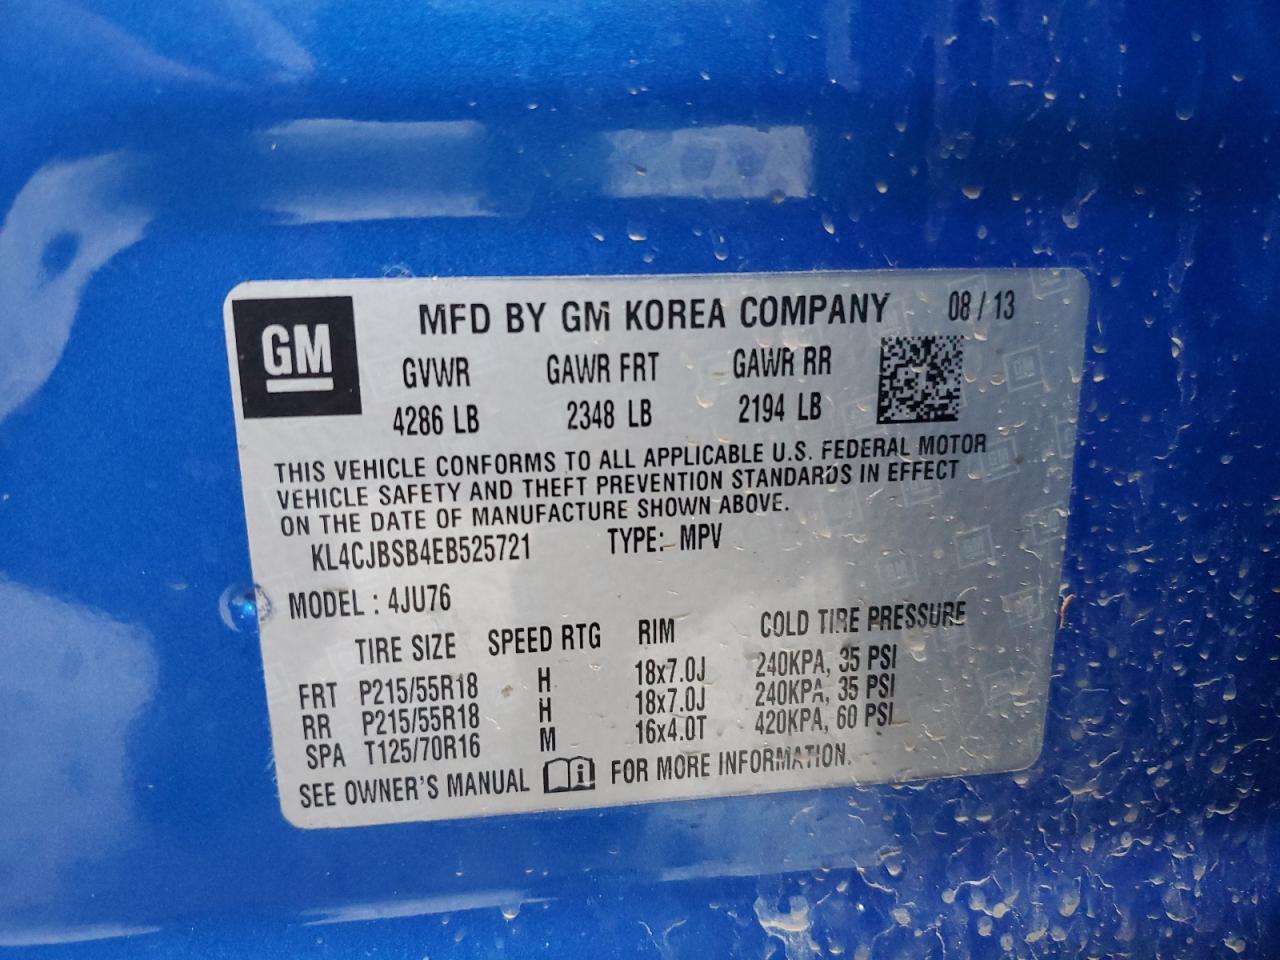 GM
MFD BY GM KOREA COMPANY 08 / 13
GVWR GAWR FRT GAWR RR
4286 LB 2348 LB 2194 LB
THIS VEHICLE CONFORMS TO ALL APPLICABLE U.S. FEDERAL MOTOR
VEHICLE SAFETY AND THEFT PREVENTION STANDARDS IN EFFECT
ON THE DATE OF MANUFACTURE SHOWN ABOVE.
KL4CJBSB4EB525721 TYPE: MPV
MODEL : 4JU76
TIRE SIZE SPEED RTG RIM COLD TIRE PRESSURE
FRT P215/55R18 H 18x7.0J 240KPA, 35 PSI
RR P215/55R18 H 18x7.0J 240KPA, 35 PSI
SPA T125/70R16 M 16x4.0T 420KPA, 60 PSI
SEE OWNER'S MANUAL FOR MORE INFORMATION.